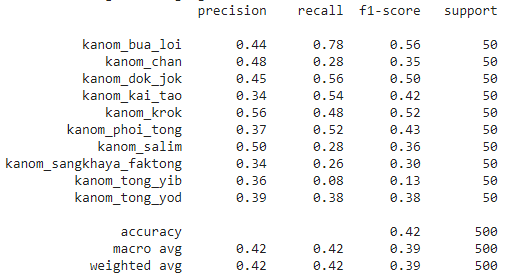 precision recall f1-score support
kanom_bua_loi 0.44 0.78 0.56 50
kanom_chan 0.48 0.28 0.35 50
kanom_dok_jok 0.45 0.56 0.50 50
kanom_kai_tao 0.34 0.54 0.42 50
kanom_krok 0.56 0.48 0.52 50
kanom_phoi_tong 0.37 0.52 0.43 50
kanom_salim 0.50 0.28 0.36 50
kanom_sangkhaya_faktong 0.34 0.26 0.30 50
kanom_tong_yib 0.36 0.08 0.13 50
kanom_tong_yod 0.39 0.38 0.38 50
accuracy 0.42 500
macro avg 0.42 0.42 0.39 500
weighted avg 0.42 0.42 0.39 500